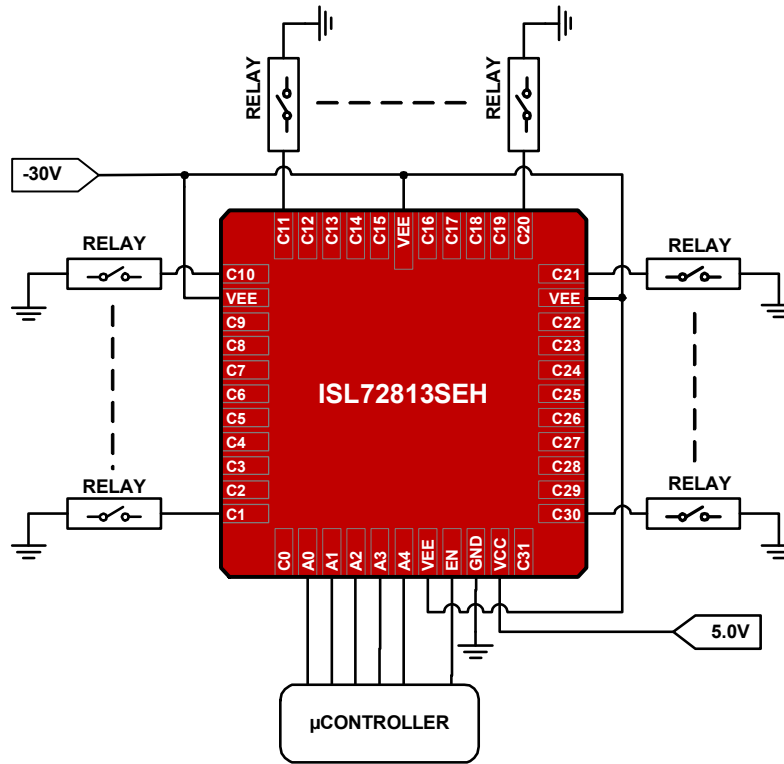 RELAY
RELAY
-30V
C11
C12
C13
C14
C15
VEE
C16
C17
C18
C19
C20
RELAY
RELAY
C10
C21
VEE
VEE
C9
C22
C8
C23
C7
C24
C6
ISL72813SEH
C25
C5
C26
C4
C27
C3
C28
RELAY
RELAY
C2
C29
C1
C30
C0
A0
A1
A2
A3
A4
VEE
EN
GND
VCC
C31
5.0V
µCONTROLLER